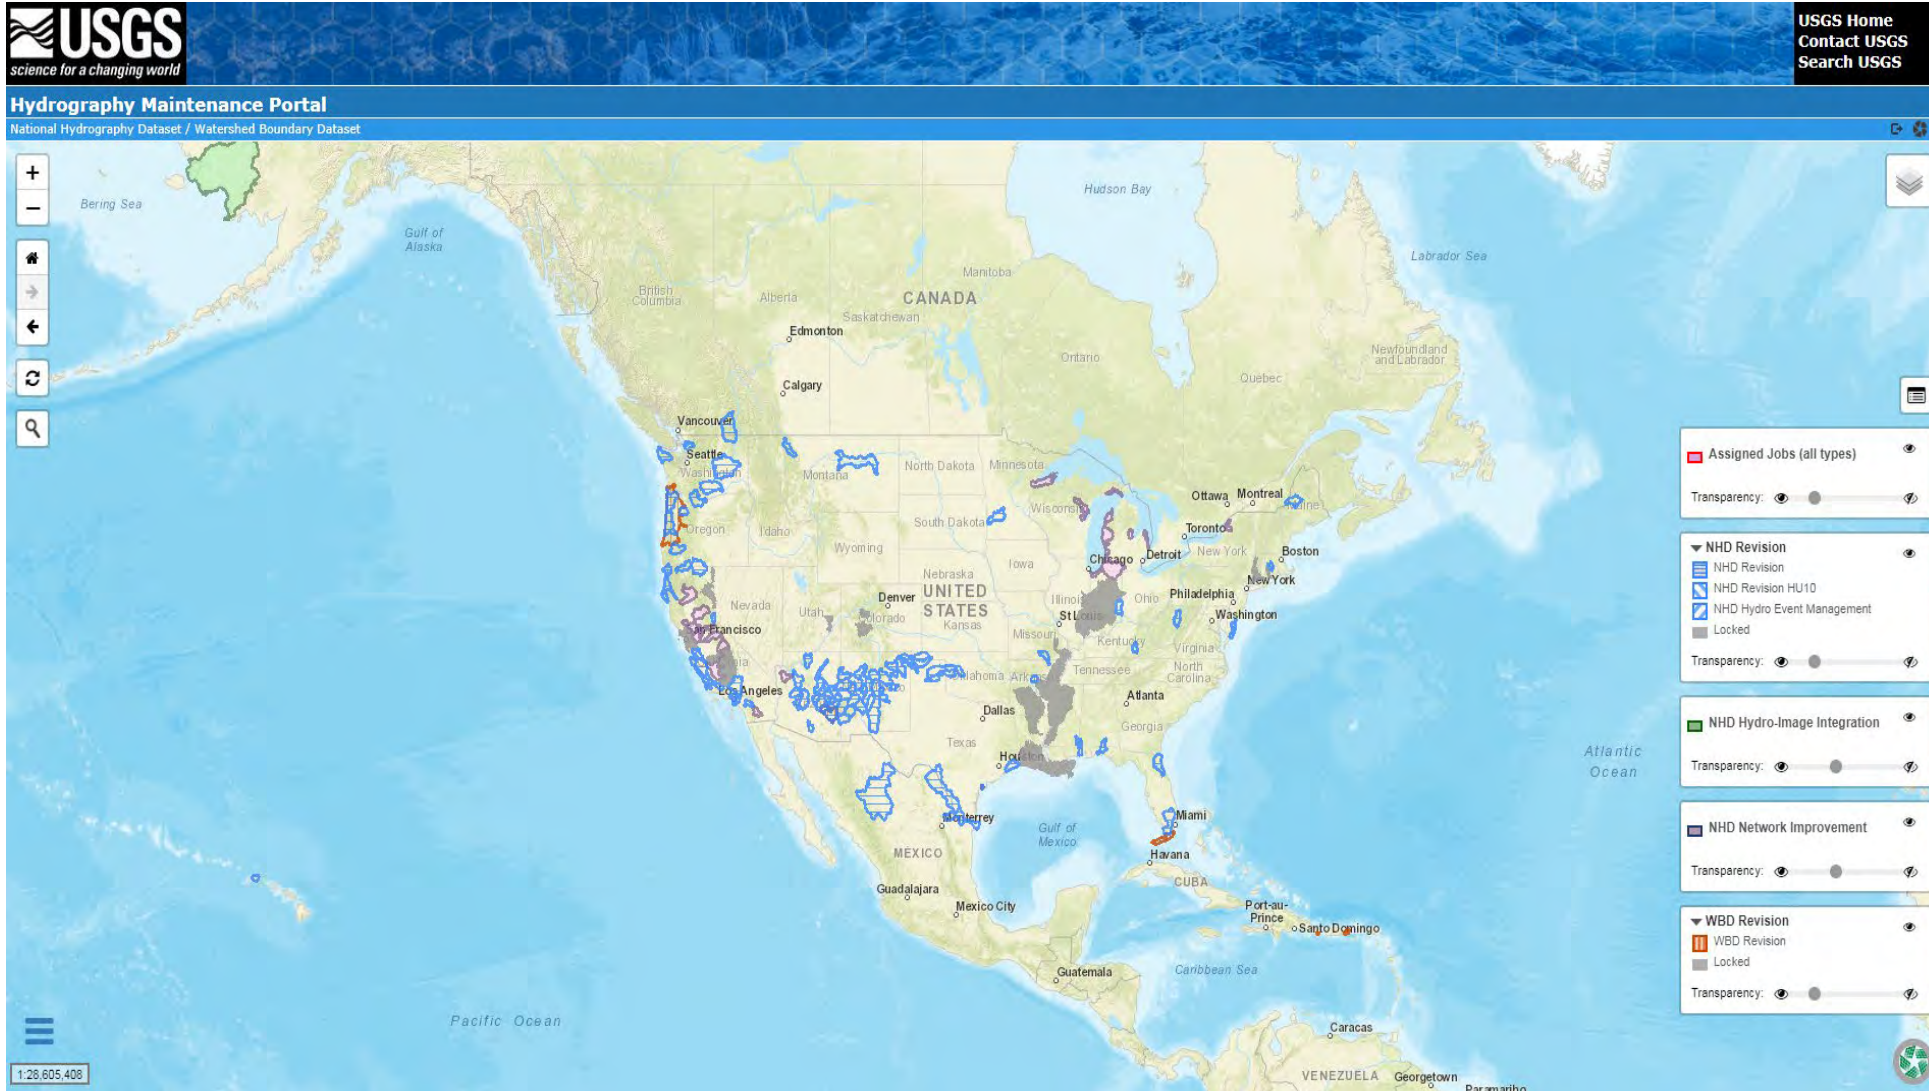 USGS
science for a changing world
USGS Home
Contact USGS
Search USGS
Hydrography Maintenance Portal
National Hydrography Dataset / Watershed Boundary Dataset
+
−
Bering Sea
Gulf of
Alaska
Hudson Bay
Labrador Sea
British
Columbia
Alberta
Manitoba
CANADA
Saskatchewan
Edmonton
Ontario
Newfoundland
and Labrador
Quebec
Calgary
Vancouver
Seattle
Washington
Montana
North Dakota
Minnesota
Ottawa
Montreal
Maine
Oregon
Idaho
South Dakota
Wisconsin
Toronto
Wyoming
Chicago
Detroit
New York
Boston
Iowa
Nebraska
UNITED
STATES
Denver
Nevada
Utah
Colorado
Kansas
Illinois
Ohio
Philadelphia
New York
St Louis
Washington
San Francisco
Missouri
Kentucky
Virginia
Oklahoma
Tennessee
North
Carolina
Los Angeles
Dallas
Atlanta
Georgia
Texas
Houston
Monterrey
Gulf of
Mexico
Miami
Havana
MÉXICO
CUBA
Guadalajara
Mexico City
Port-au-
Prince
Santo Domingo
Guatemala
Caribbean Sea
Pacific Ocean
Atlantic
Ocean
Caracas
VENEZUELA
Georgetown
Paramaribo
1:28,605,408
Assigned Jobs (all types)
Transparency:
NHD Revision
NHD Revision
NHD Revision HU10
NHD Hydro Event Management
Locked
Transparency:
NHD Hydro-Image Integration
Transparency:
NHD Network Improvement
Transparency:
WBD Revision
WBD Revision
Locked
Transparency: